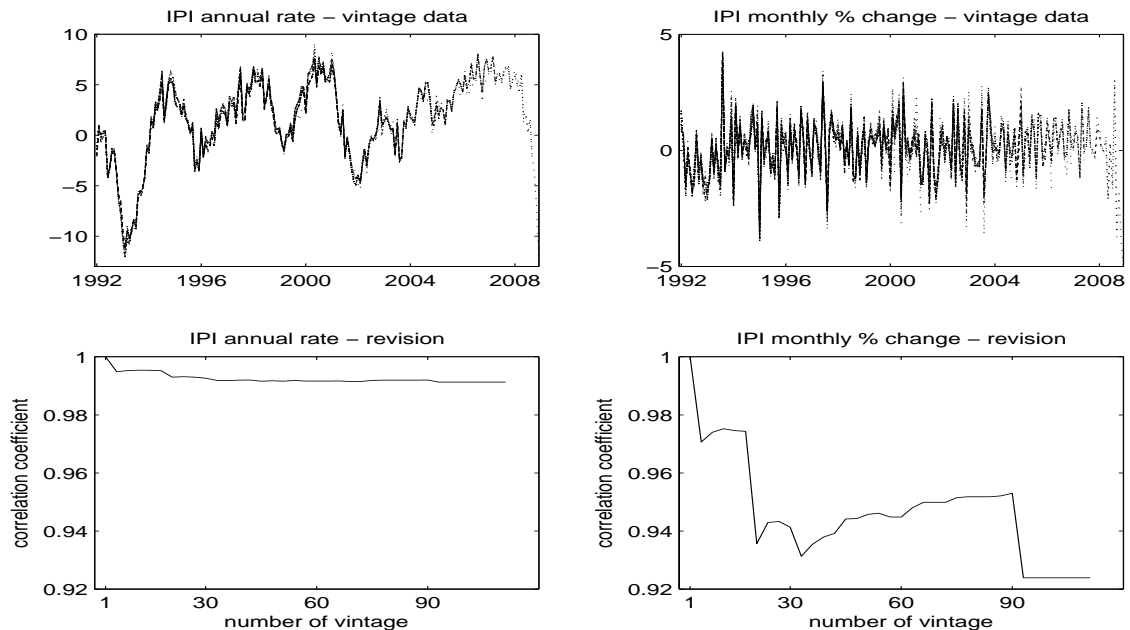 IPI annual rate – vintage data
10
5
0
−5
−10
1992 1996 2000 2004 2008
IPI monthly % change – vintage data
5
0
−5
1992 1996 2000 2004 2008
IPI annual rate – revision
correlation coefficient
1
0.98
0.96
0.94
0.92
1 30 60 90
number of vintage
IPI monthly % change – revision
correlation coefficient
1
0.98
0.96
0.94
0.92
1 30 60 90
number of vintage